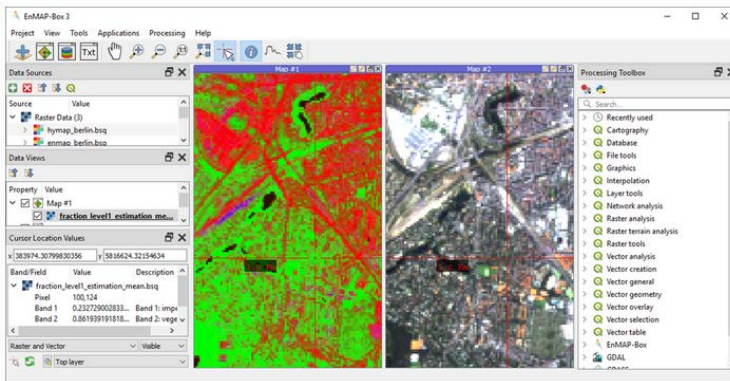 EnMAP-Box 3
Project View Tools Applications Processing Help
Txt
Data Sources
Source Value
Raster Data (3)
hymap_berlin.bsq
enmap_berlin.bsq
Data Views
Property Value
Map #1
fraction_level1_estimation_me...
Cursor Location Values
x 383974.30799830356 y 5816624.32154634
Band/Field Value Description
fraction_level1_estimation_mean.bsq
Pixel 100,124
Band 1 0.232729002833... Band 1: impe
Band 2 0.861939191818... Band 2: vege
Raster and Vector Visible
Top layer
Map #1
Map #2
Processing Toolbox
Search...
Recently used
Cartography
Database
File tools
Graphics
Interpolation
Layer tools
Network analysis
Raster analysis
Raster terrain analysis
Raster tools
Vector analysis
Vector creation
Vector general
Vector geometry
Vector overlay
Vector selection
Vector table
EnMAP-Box
GDAL
GRASS